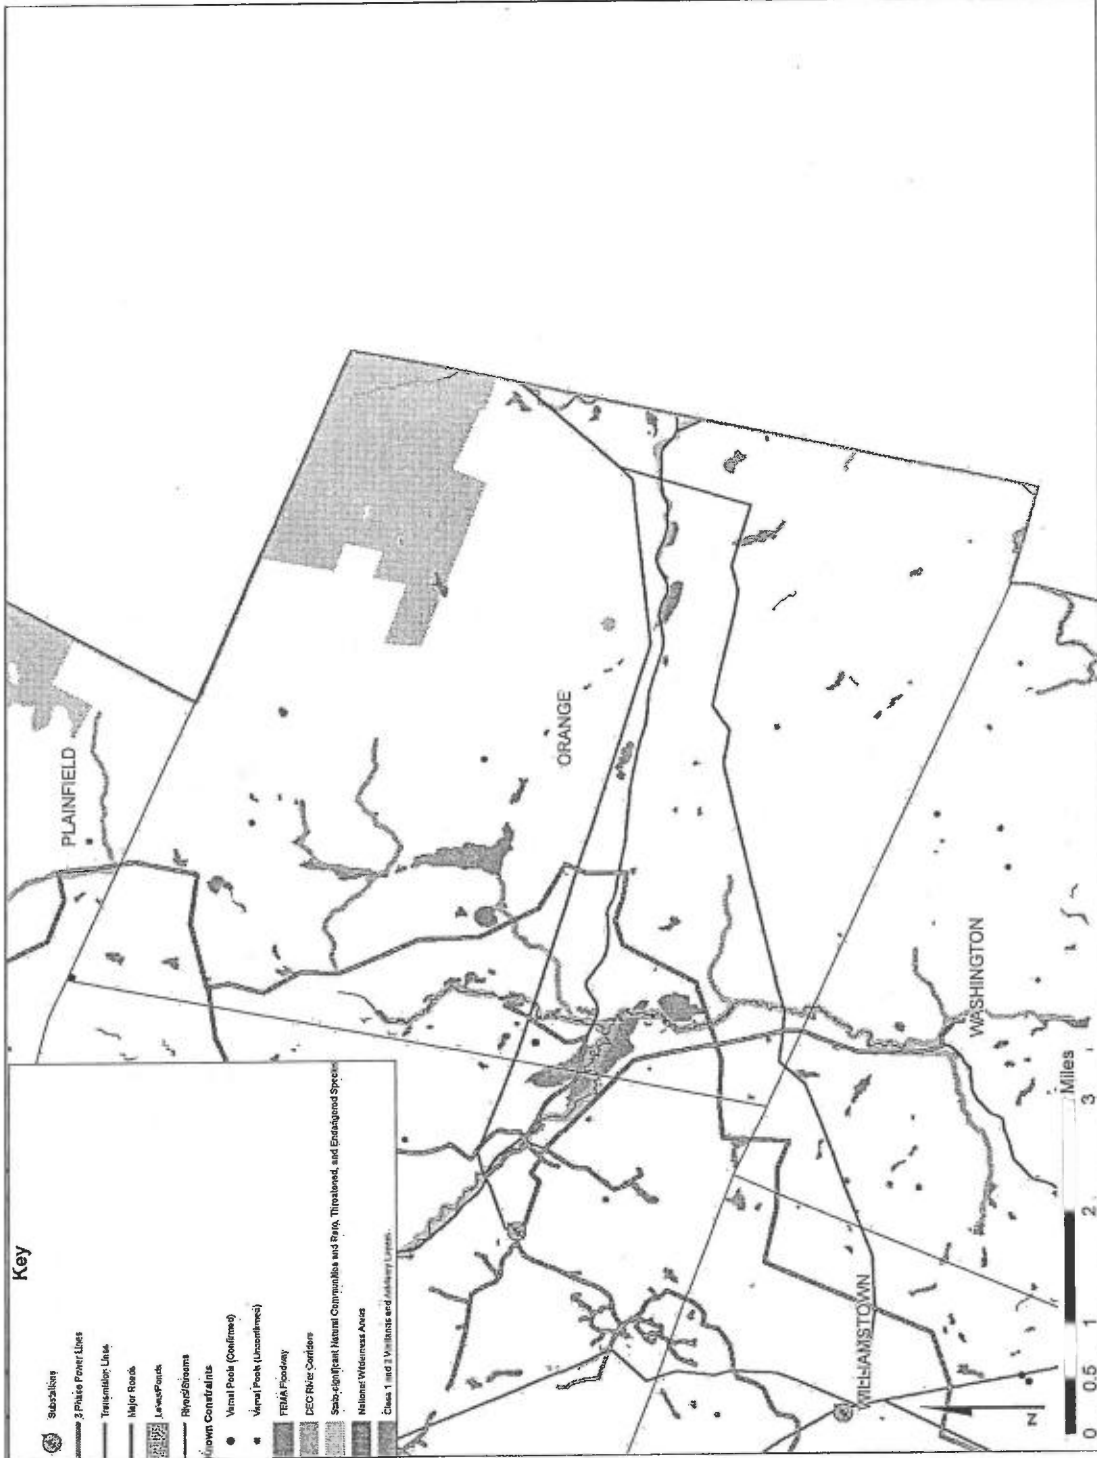 Key
Substations
3 Phase Power Lines
Transmission Lines
Major Roads
Lakes/Ponds
Rivers/Streams
nown Constraints
Vernal Pools (Confirmed)
Vernal Pools (Unconfirmed)
FEMA Floodway
DEC River Corridors
State-significant Natural Communities and Rare, Threatened, and Endangered Species
National Wilderness Areas
Class 1 and 2 Wetlands and Advisory Layers
PLAINFIELD
ORANGE
WASHINGTON
WILLIAMSTOWN
N
0 0.5 1 2 3
Miles